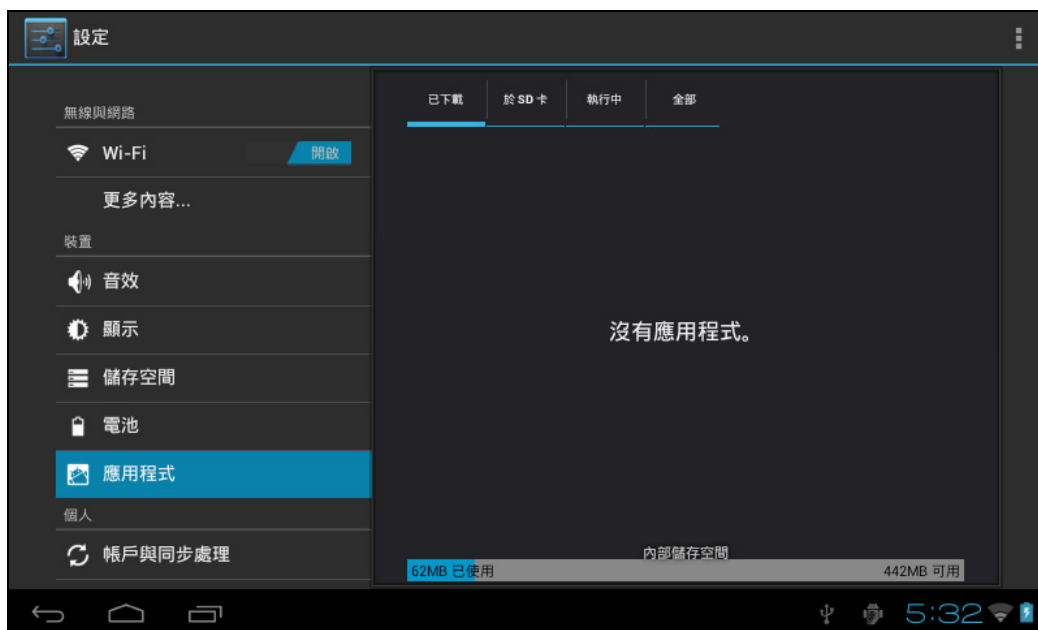 設定
無線與網路
Wi-Fi 開啟
更多內容...
裝置
音效
顯示
儲存空間
電池
應用程式
個人
帳戶與同步處理
已下載 於 SD 卡 執行中 全部
沒有應用程式。
內部儲存空間
62MB 已使用 442MB 可用
5:32